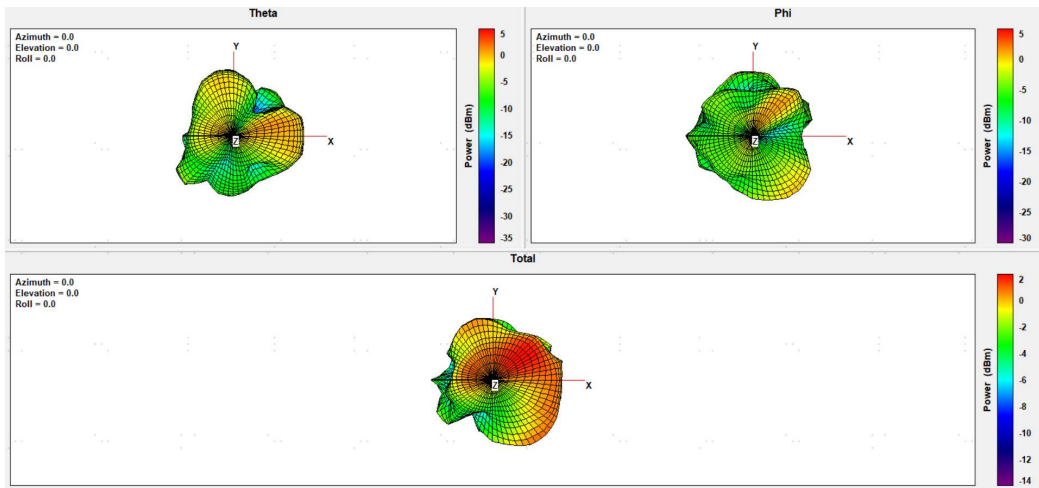 Theta
Azimuth = 0.0
Elevation = 0.0
Roll = 0.0
Y
X
Z
Power (dBm)
5
0
-5
-10
-15
-20
-25
-30
-35
Phi
Azimuth = 0.0
Elevation = 0.0
Roll = 0.0
Y
X
Z
Power (dBm)
5
0
-5
-10
-15
-20
-25
-30
Total
Azimuth = 0.0
Elevation = 0.0
Roll = 0.0
Y
X
Z
Power (dBm)
2
0
-2
-4
-6
-8
-10
-12
-14